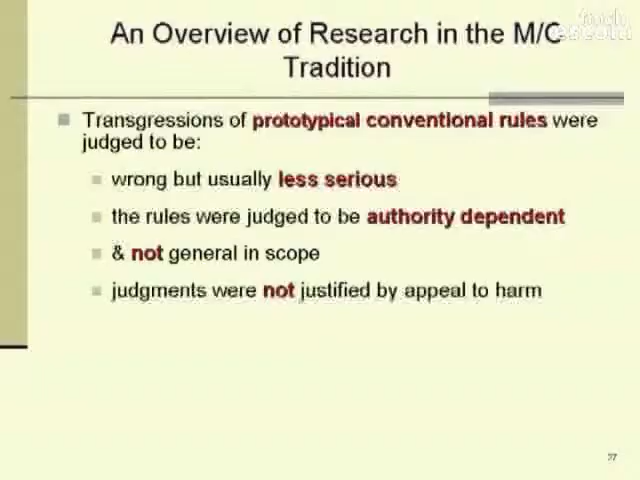 An Overview of Research in the M/C
Tradition
Transgressions of prototypical conventional rules were
judged to be:
wrong but usually less serious
the rules were judged to be authority dependent
& not general in scope
judgments were not justified by appeal to harm
27